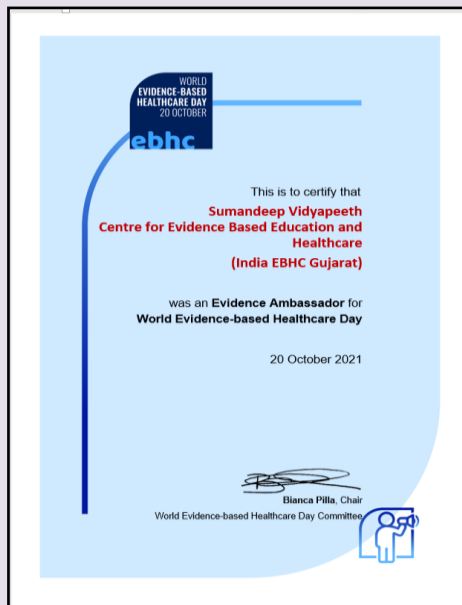 WORLD
EVIDENCE-BASED
HEALTHCARE DAY
20 OCTOBER
ebhc
This is to certify that
Sumandeep Vidyapeeth
Centre for Evidence Based Education and
Healthcare
(India EBHC Gujarat)
was an Evidence Ambassador for
World Evidence-based Healthcare Day
20 October 2021
Bianca Pilla, Chair
World Evidence-based Healthcare Day Committee